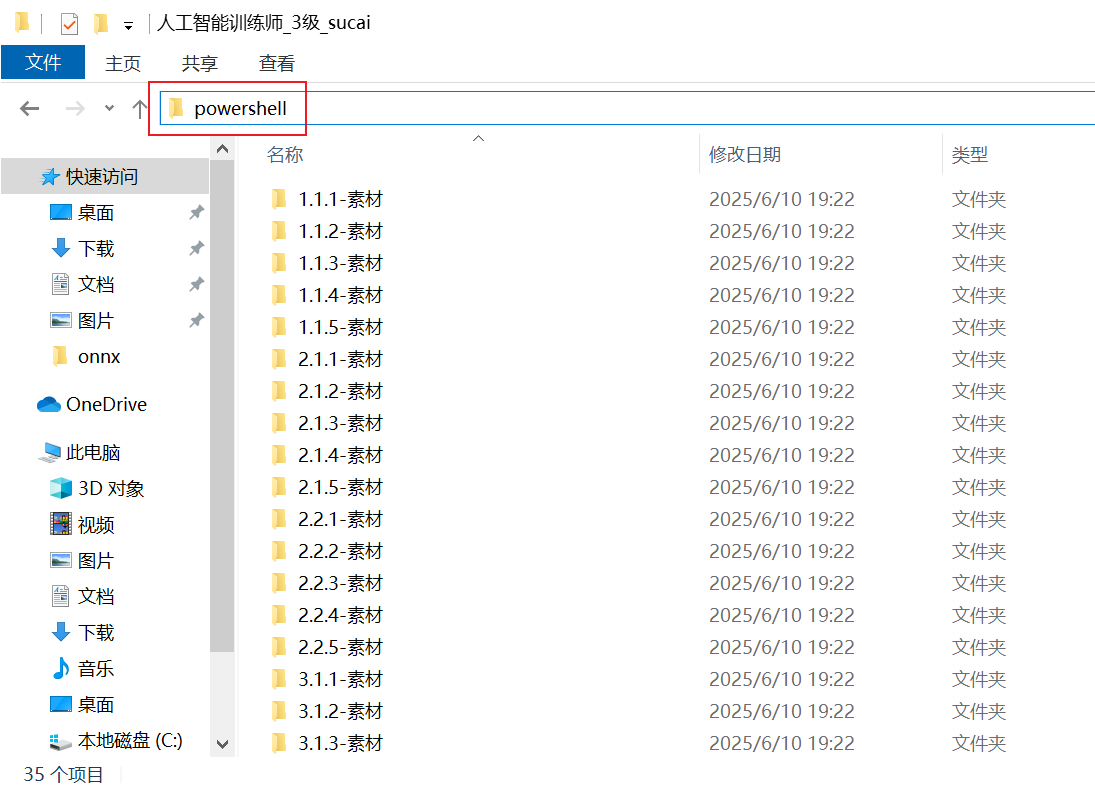 人工智能训练师_3级_sucai
文件 主页 共享 查看
powershell
快速访问
桌面
下载
文档
图片
onnx
OneDrive
此电脑
3D 对象
视频
图片
文档
下载
音乐
桌面
本地磁盘 (C:)
名称 修改日期 类型
1.1.1-素材 2025/6/10 19:22 文件夹
1.1.2-素材 2025/6/10 19:22 文件夹
1.1.3-素材 2025/6/10 19:22 文件夹
1.1.4-素材 2025/6/10 19:22 文件夹
1.1.5-素材 2025/6/10 19:22 文件夹
2.1.1-素材 2025/6/10 19:22 文件夹
2.1.2-素材 2025/6/10 19:22 文件夹
2.1.3-素材 2025/6/10 19:22 文件夹
2.1.4-素材 2025/6/10 19:22 文件夹
2.1.5-素材 2025/6/10 19:22 文件夹
2.2.1-素材 2025/6/10 19:22 文件夹
2.2.2-素材 2025/6/10 19:22 文件夹
2.2.3-素材 2025/6/10 19:22 文件夹
2.2.4-素材 2025/6/10 19:22 文件夹
2.2.5-素材 2025/6/10 19:22 文件夹
3.1.1-素材 2025/6/10 19:22 文件夹
3.1.2-素材 2025/6/10 19:22 文件夹
3.1.3-素材 2025/6/10 19:22 文件夹
35 个项目